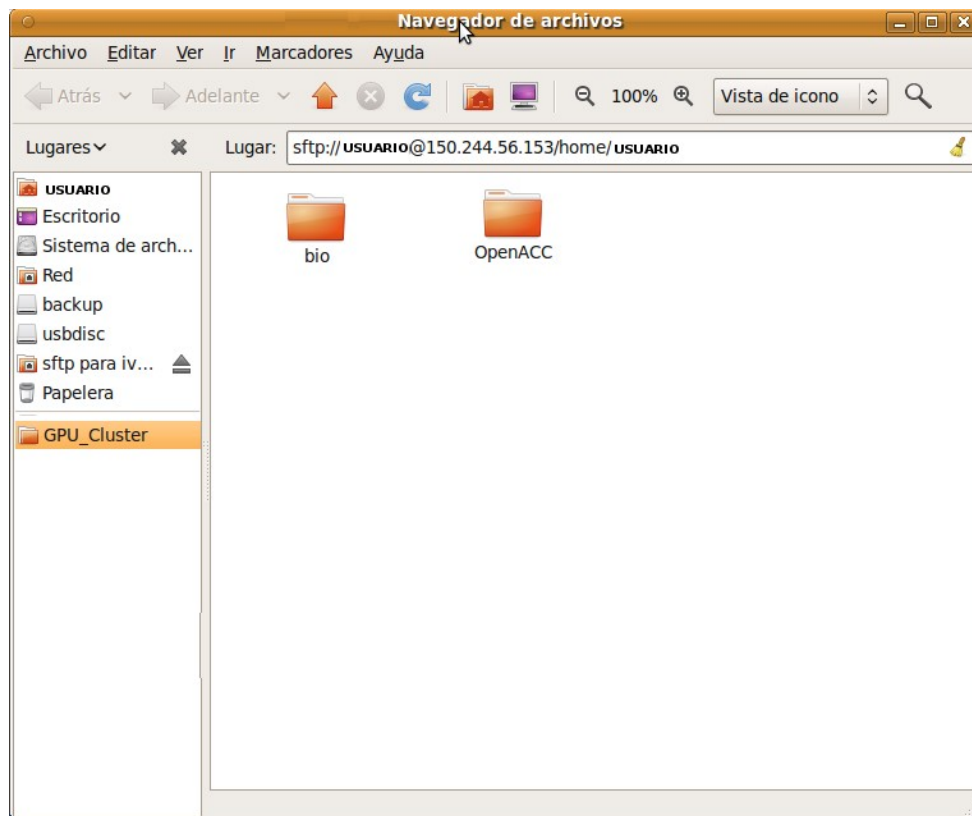 Navegador de archivos
Archivo Editar Ver Ir Marcadores Ayuda
Atrás Adelante 100% Vista de icono
Lugares Lugar: sftp://USUARIO@150.244.56.153/home/USUARIO
USUARIO
Escritorio
Sistema de arch...
Red
backup
usbdisc
sftp para iv...
Papelera
GPU_Cluster
bio
OpenACC